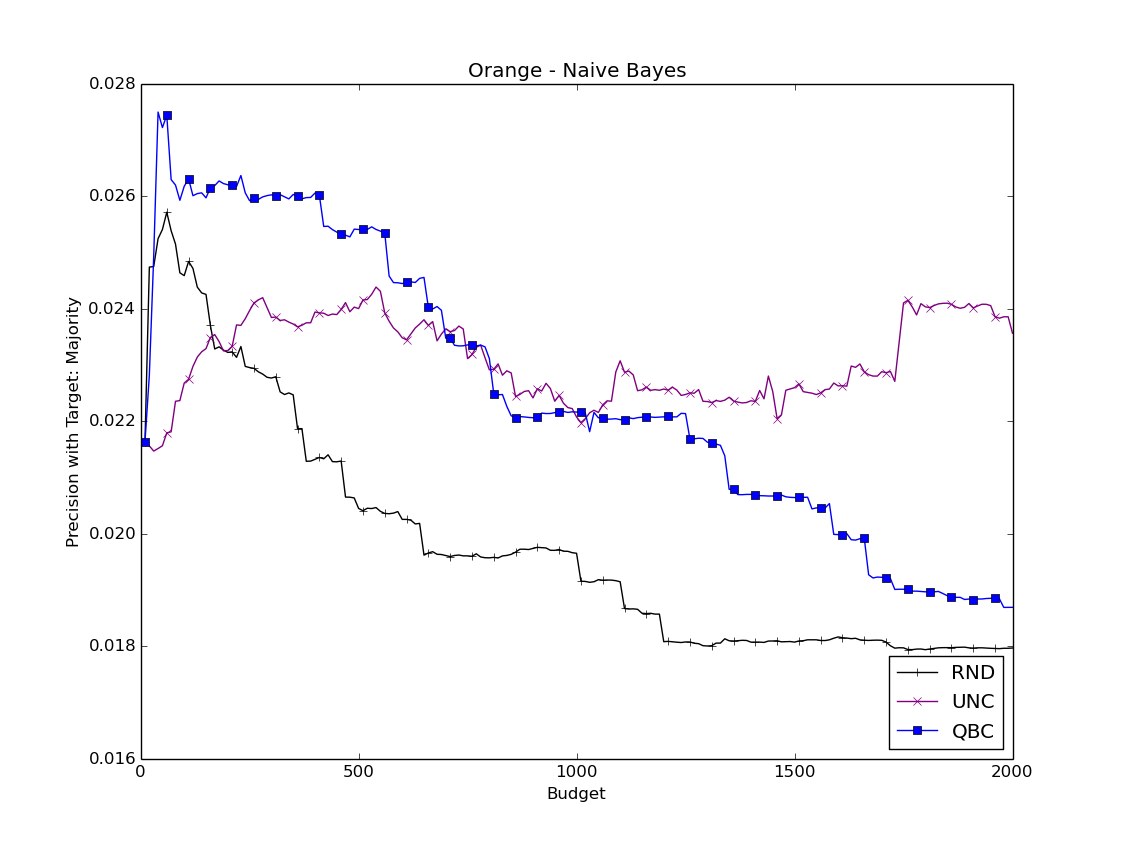 Orange - Naive Bayes
0.028
0.026
0.024
0.022
0.020
0.018
0.016
Precision with Target: Majority
0 500 1000 1500 2000
Budget
RND
UNC
QBC